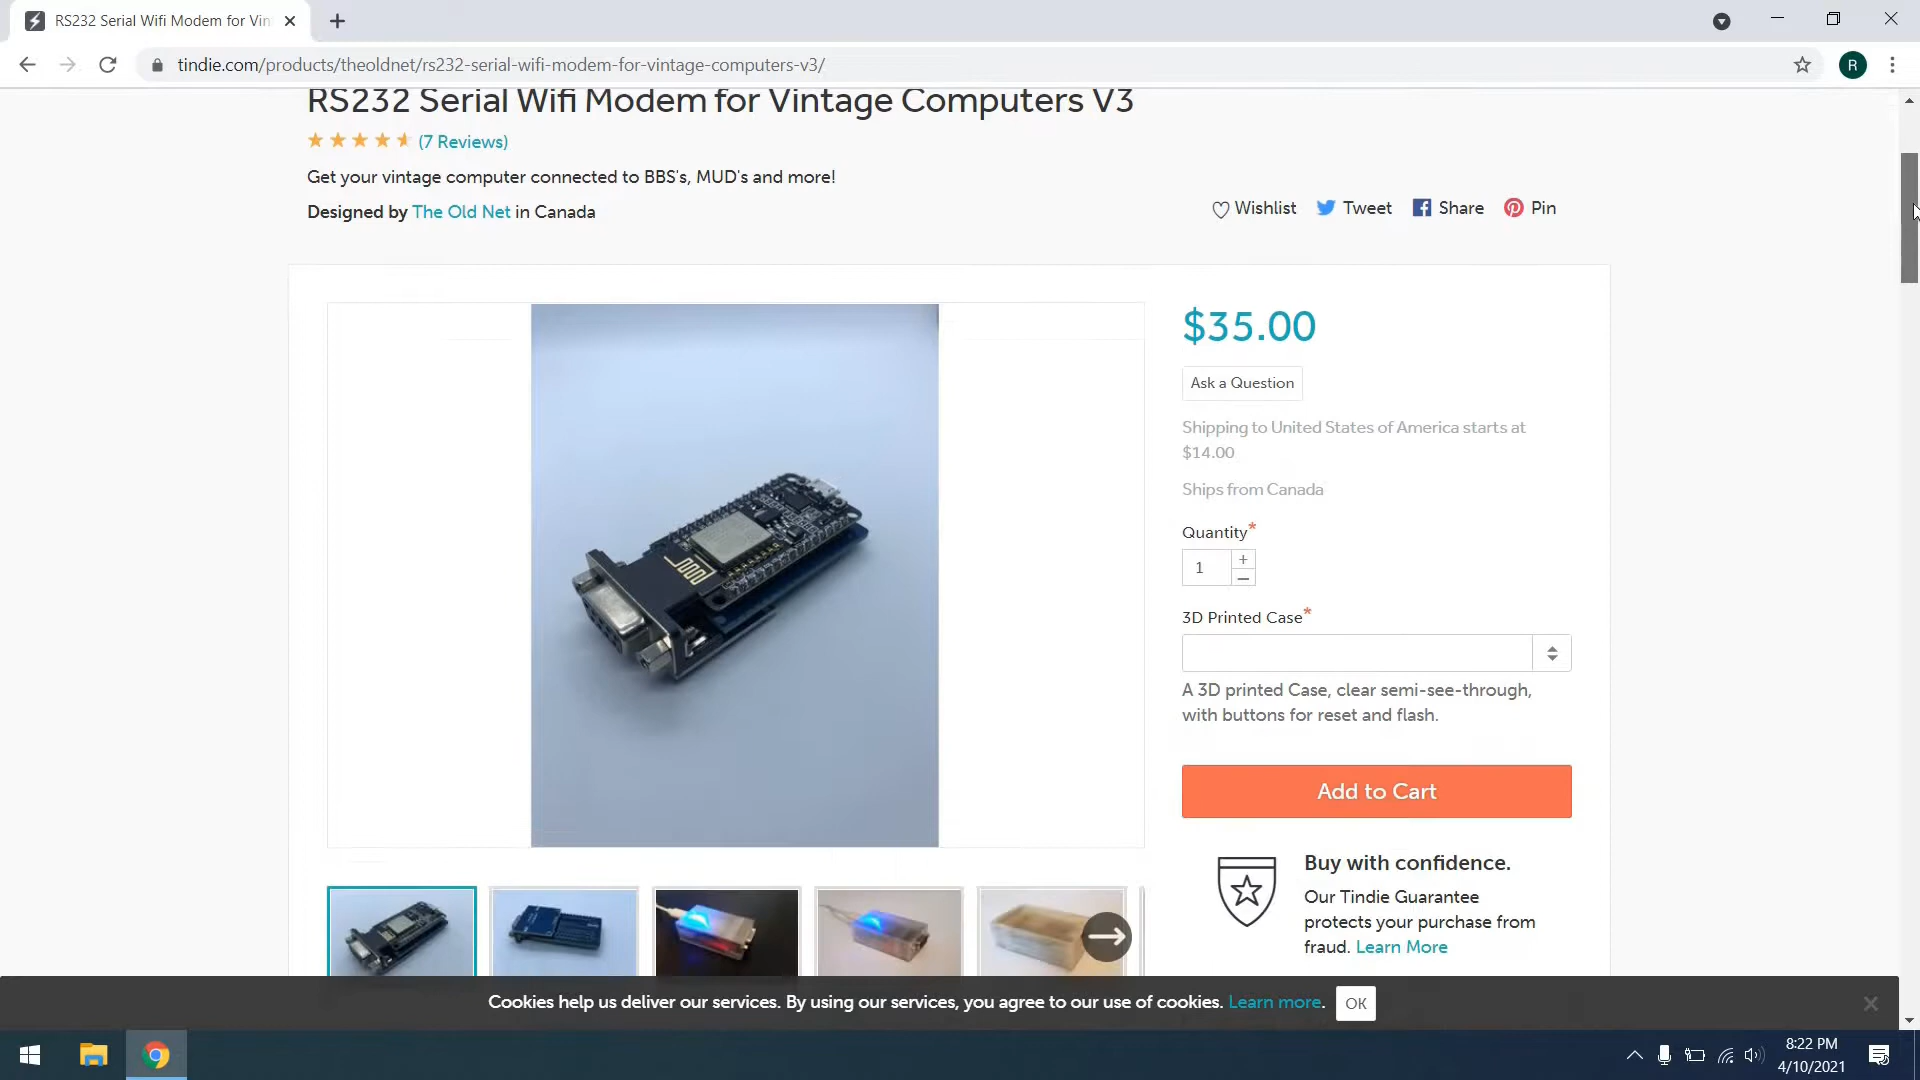 RS232 Serial Wifi Modem for Vin
tindie.com/products/theoldnet/rs232-serial-wifi-modem-for-vintage-computers-v3/
R
RS232 Serial Wifi Modem for Vintage Computers V3
(7 Reviews)
Get your vintage computer connected to BBS's, MUD's and more!
Designed by The Old Net in Canada
Wishlist Tweet Share Pin
$35.00
Ask a Question
Shipping to United States of America starts at
$14.00
Ships from Canada
Quantity*
1 + −
3D Printed Case*
A 3D printed Case, clear semi-see-through,
with buttons for reset and flash.
Add to Cart
Buy with confidence.
Our Tindie Guarantee
protects your purchase from
fraud. Learn More
Cookies help us deliver our services. By using our services, you agree to our use of cookies. Learn more. OK
8:22 PM
4/10/2021